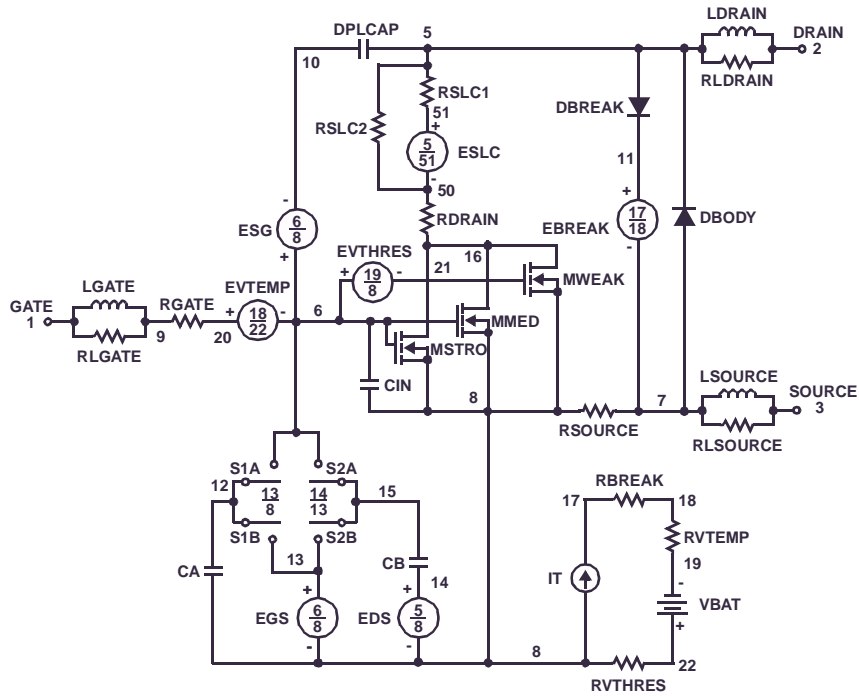 LDRAIN
DPLCAP 5 DRAIN
10 2
RLDRAIN
RSLC1
DBREAK
RSLC2 51
+
5
51
ESLC
-
11
50
- +
ESG 6
8
RDRAIN
EBREAK 17
18
DBODY
+ -
EVTHRES 16
+ 19
8
- 21 MWEAK
LGATE EVTEMP
GATE RGATE + 18
22
- 6 MMED
1 9 20
MSTRO
RLGATE
CIN LSOURCE
8 7 SOURCE
3
RSOURCE RLSOURCE
S1A S2A
12 13
8
14
13
15 RBREAK
17 18
S1B S2B
RVTEMP
13 CB 19
CA IT -
14
+ + VBAT
EGS 6
8
EDS 5
8
+
- - 8 22
RVTHRES